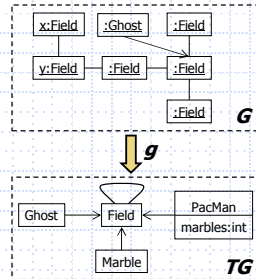 x:Field
:Ghost
:Field
y:Field
:Field
:Field
:Field
G
g
Ghost
Field
PacMan
marbles:int
Marble
TG